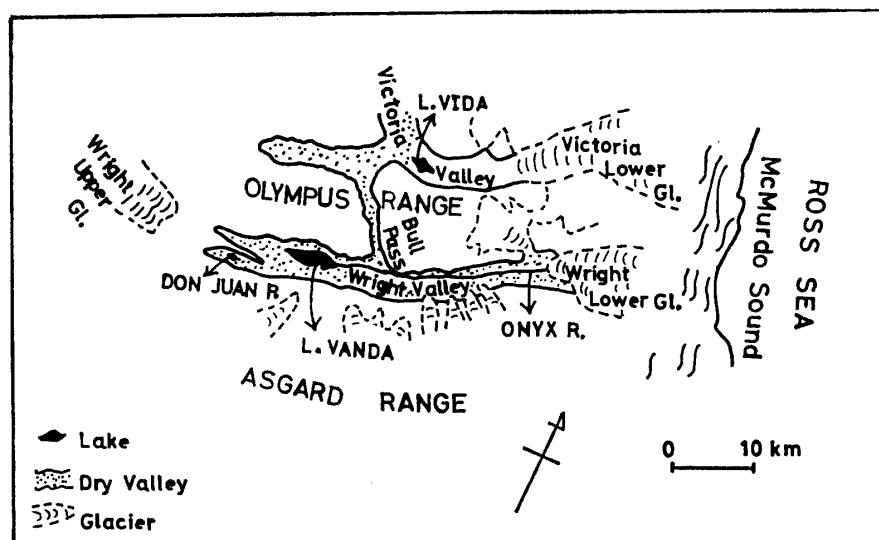 Victoria
L.VIDA
Wright
Upper
Gl.
Victoria
Lower
Gl.
Valley
OLYMPUS RANGE
Bull
Pass
McMurdo Sound
ROSS SEA
DON JUAN P.
Wright Valley
Wright
Lower Gl.
L.VANDA
ONYX R.
ASGARD RANGE
Lake
Dry Valley
Glacier
0 10 km